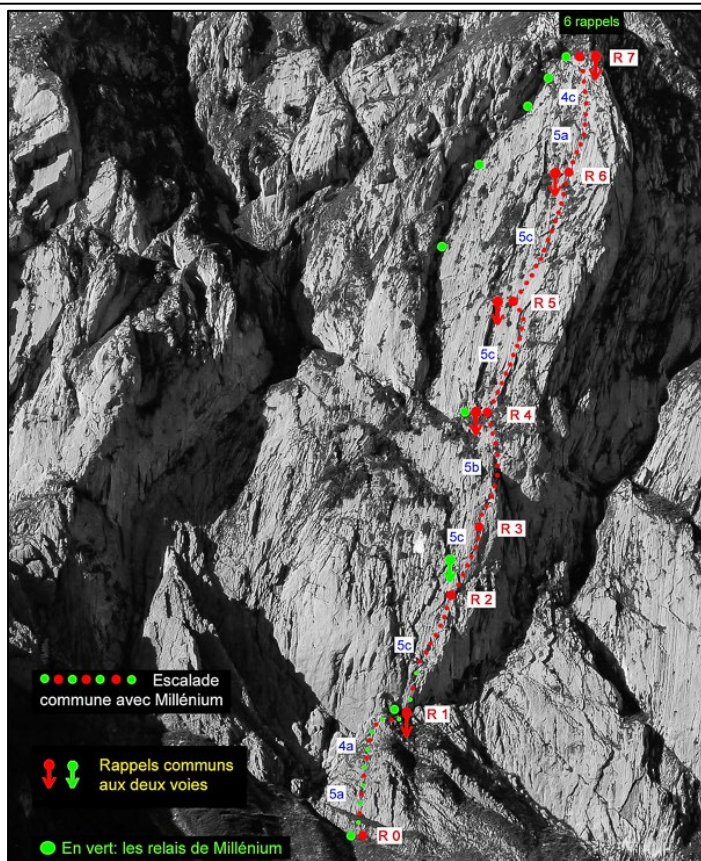 6 rappels
R 7
4c
5a
R 6
5c
R 5
5c
R 4
5b
R 3
5c
R 2
5c
R 1
Escalade
commune avec Millénium
4a
Rappels communs
aux deux voies
5a
R 0
En vert: les relais de Millénium